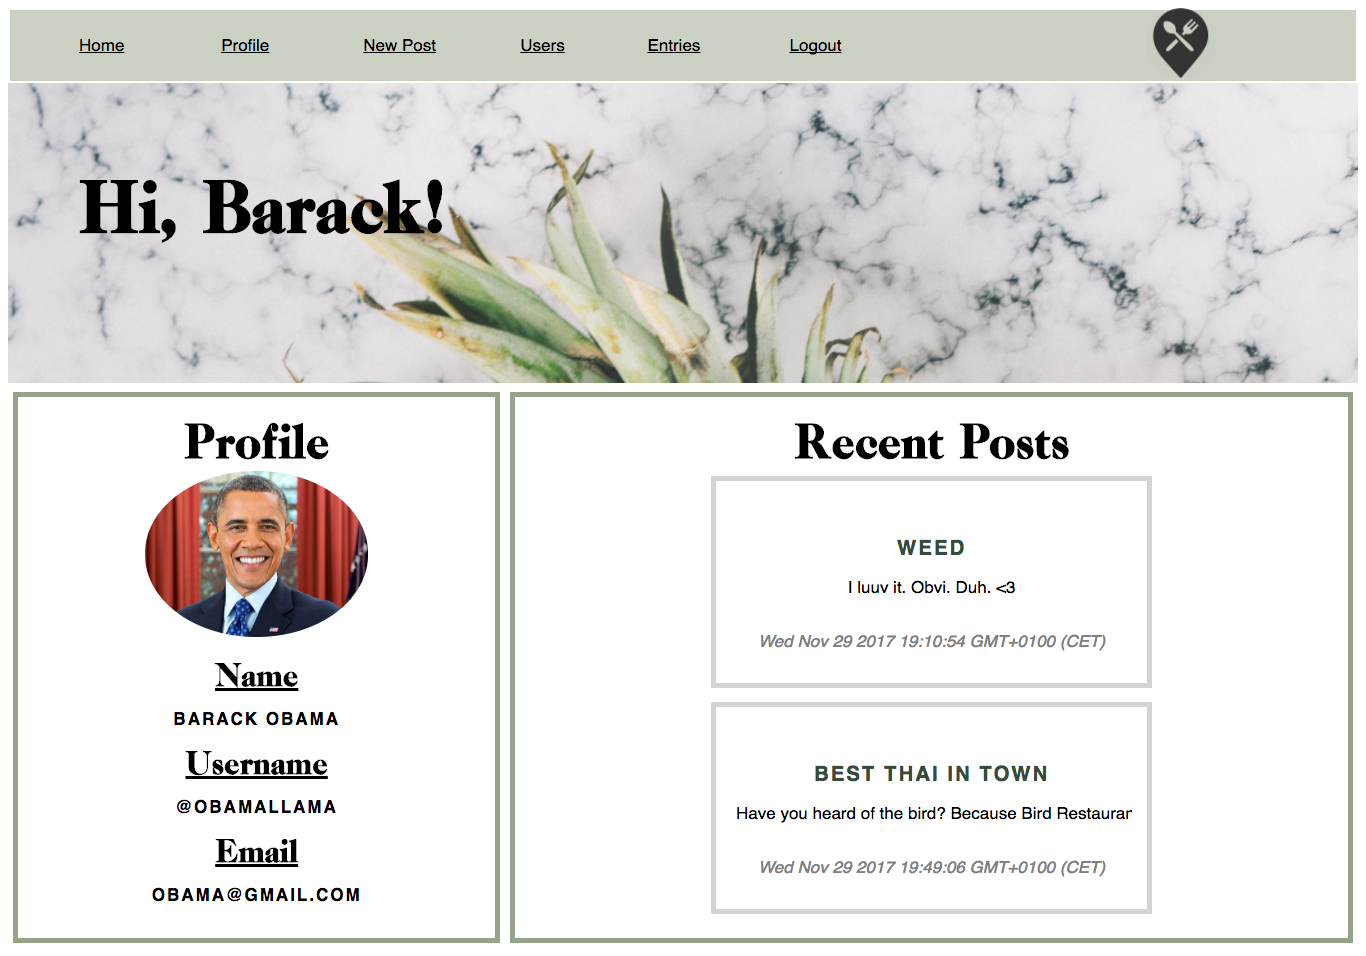 Home Profile New Post Users Entries Logout
Hi, Barack!
Profile
Name
BARACK OBAMA
Username
@OBAMALLAMA
Email
OBAMA@GMAIL.COM
Recent Posts
WEED
I luuv it. Obvi. Duh. <3
Wed Nov 29 2017 19:10:54 GMT+0100 (CET)
BEST THAI IN TOWN
Have you heard of the bird? Because Bird Restauran
Wed Nov 29 2017 19:49:06 GMT+0100 (CET)